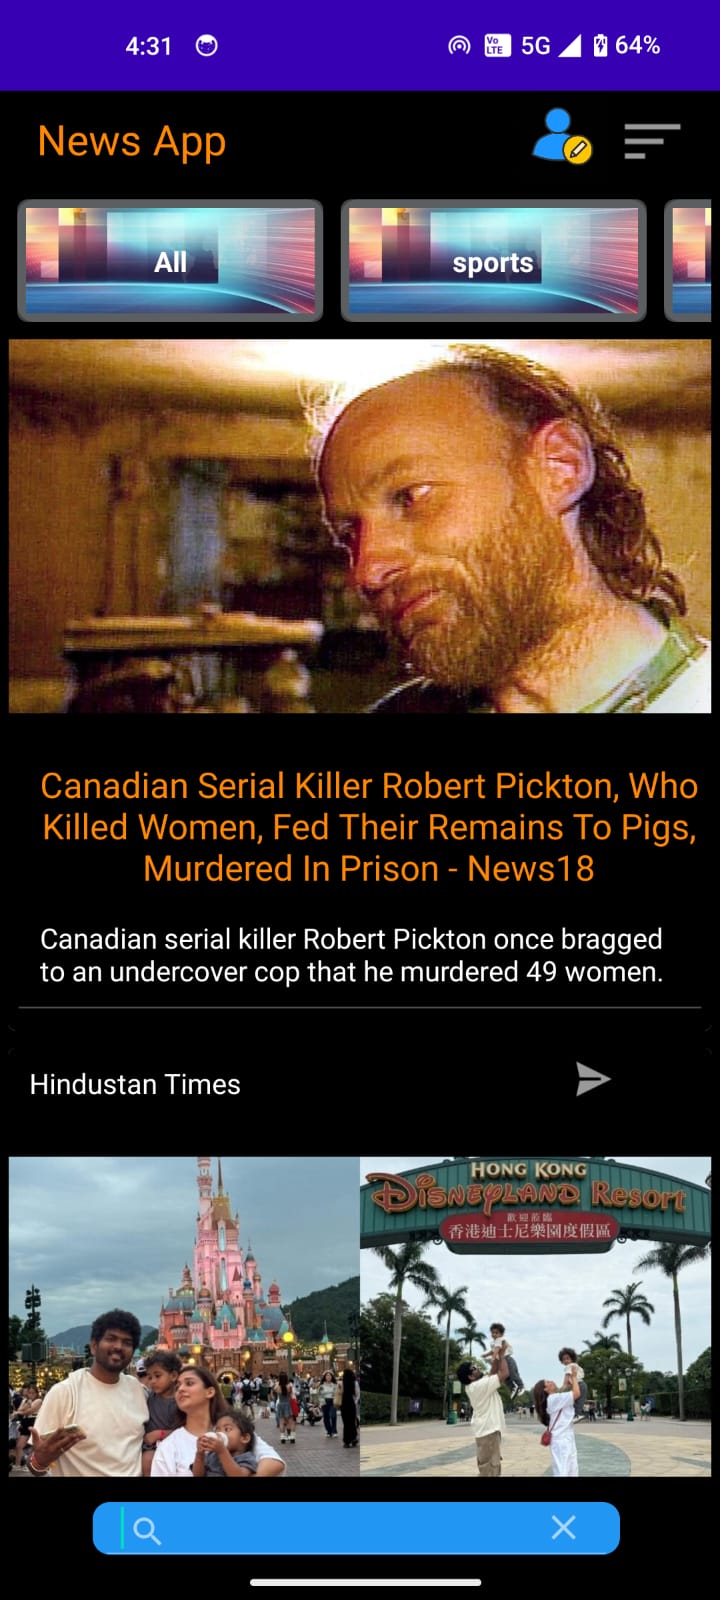 4:31
Vo
LTE
5G
64%
News App
All
sports
Canadian Serial Killer Robert Pickton, Who
Killed Women, Fed Their Remains To Pigs,
Murdered In Prison - News18
Canadian serial killer Robert Pickton once bragged
to an undercover cop that he murdered 49 women.
Hindustan Times
HONG KONG
DISNEYLAND Resort
歡迎蒞臨
香港迪士尼樂園度假區